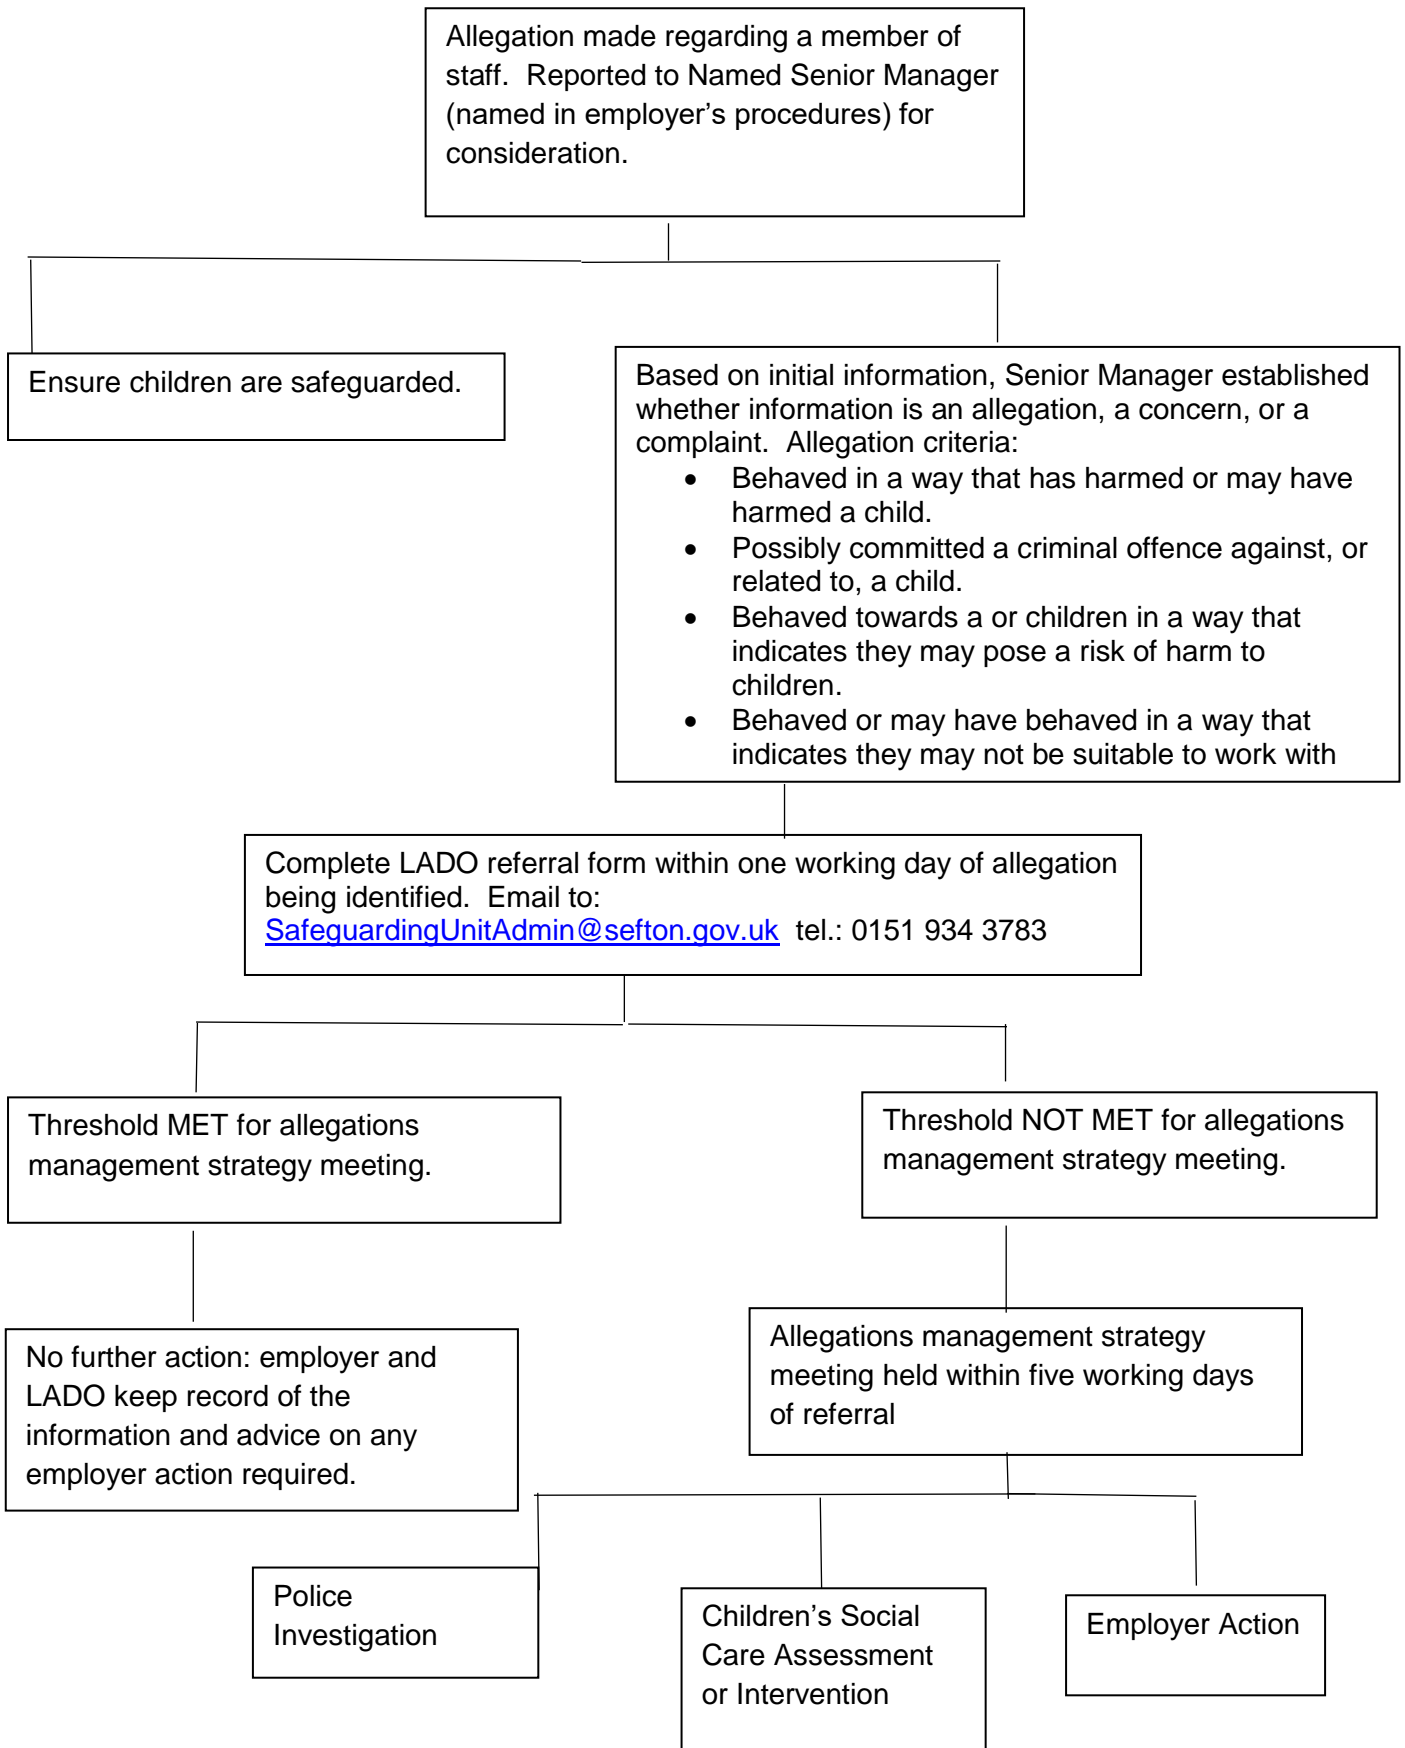 Allegation made regarding a member of
staff.  Reported to Named Senior Manager
(named in employer's procedures) for
consideration.
Ensure children are safeguarded.
Based on initial information, Senior Manager established
whether information is an allegation, a concern, or a
complaint.  Allegation criteria:
• Behaved in a way that has harmed or may have
harmed a child.
• Possibly committed a criminal offence against, or
related to, a child.
• Behaved towards a or children in a way that
indicates they may pose a risk of harm to
children.
• Behaved or may have behaved in a way that
indicates they may not be suitable to work with
Complete LADO referral form within one working day of allegation
being identified.  Email to:
SafeguardingUnitAdmin@sefton.gov.uk  tel.: 0151 934 3783
Threshold MET for allegations
management strategy meeting.
Threshold NOT MET for allegations
management strategy meeting.
No further action: employer and
LADO keep record of the
information and advice on any
employer action required.
Allegations management strategy
meeting held within five working days
of referral
Police
Investigation
Children's Social
Care Assessment
or Intervention
Employer Action